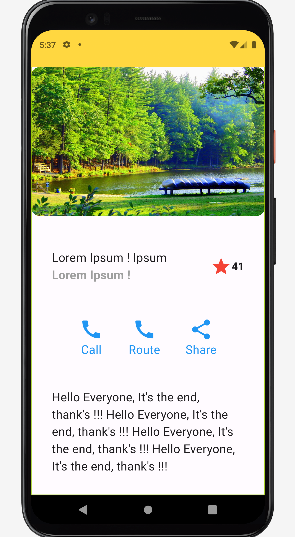 5:37
Lorem Ipsum ! Ipsum
Lorem Ipsum !
41
Call Route Share
Hello Everyone, It's the end,
thank's !!! Hello Everyone, It's the
end, thank's !!! Hello Everyone, It's
the end, thank's !!! Hello Everyone,
It's the end, thank's !!!